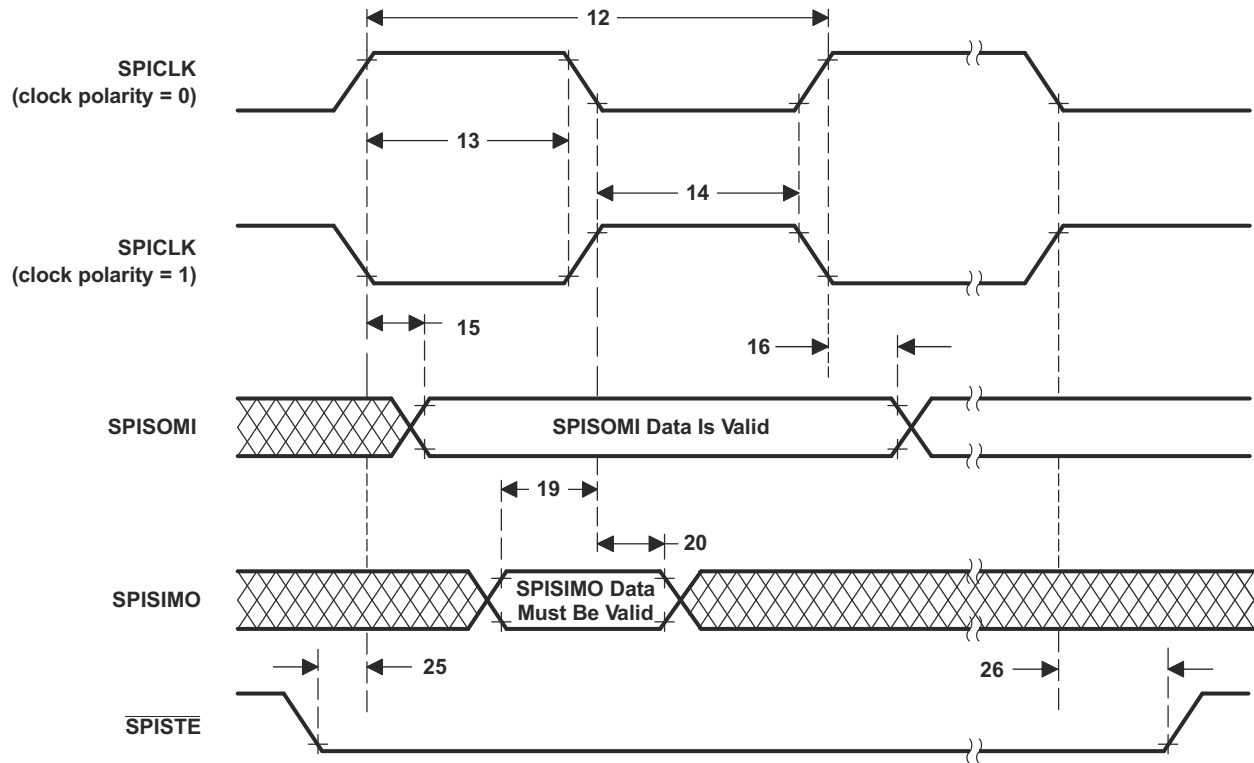 12
SPICLK
(clock polarity = 0)
13
14
SPICLK
(clock polarity = 1)
15
16
SPISOMI
SPISOMI Data Is Valid
19
20
SPISIMO
SPISIMO Data
Must Be Valid
25
26
SPISTE